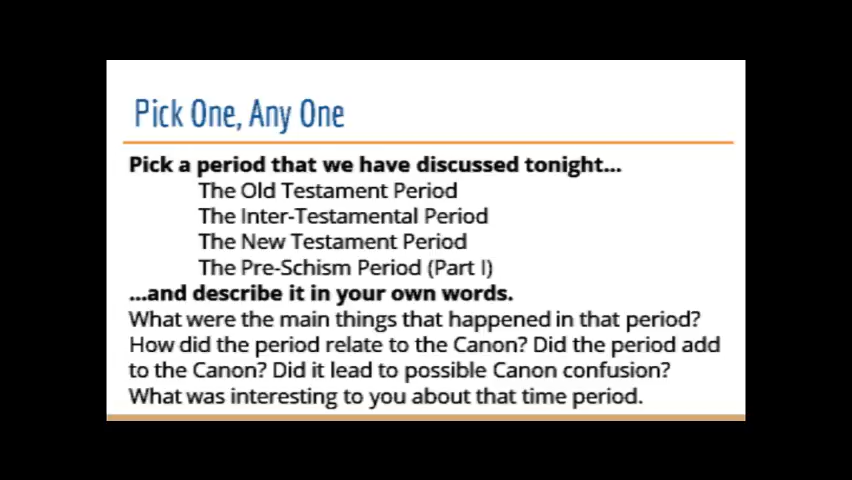 Pick One, Any One
Pick a period that we have discussed tonight...
The Old Testament Period
The Inter-Testamental Period
The New Testament Period
The Pre-Schism Period (Part I)
...and describe it in your own words.
What were the main things that happened in that period?
How did the period relate to the Canon? Did the period add
to the Canon? Did it lead to possible Canon confusion?
What was interesting to you about that time period.